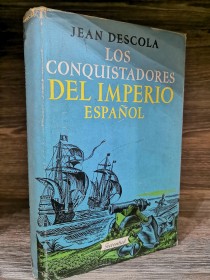 JEAN DESCOLA
LOS
CONQUISTADORES
DEL IMPERIO
ESPAÑOL